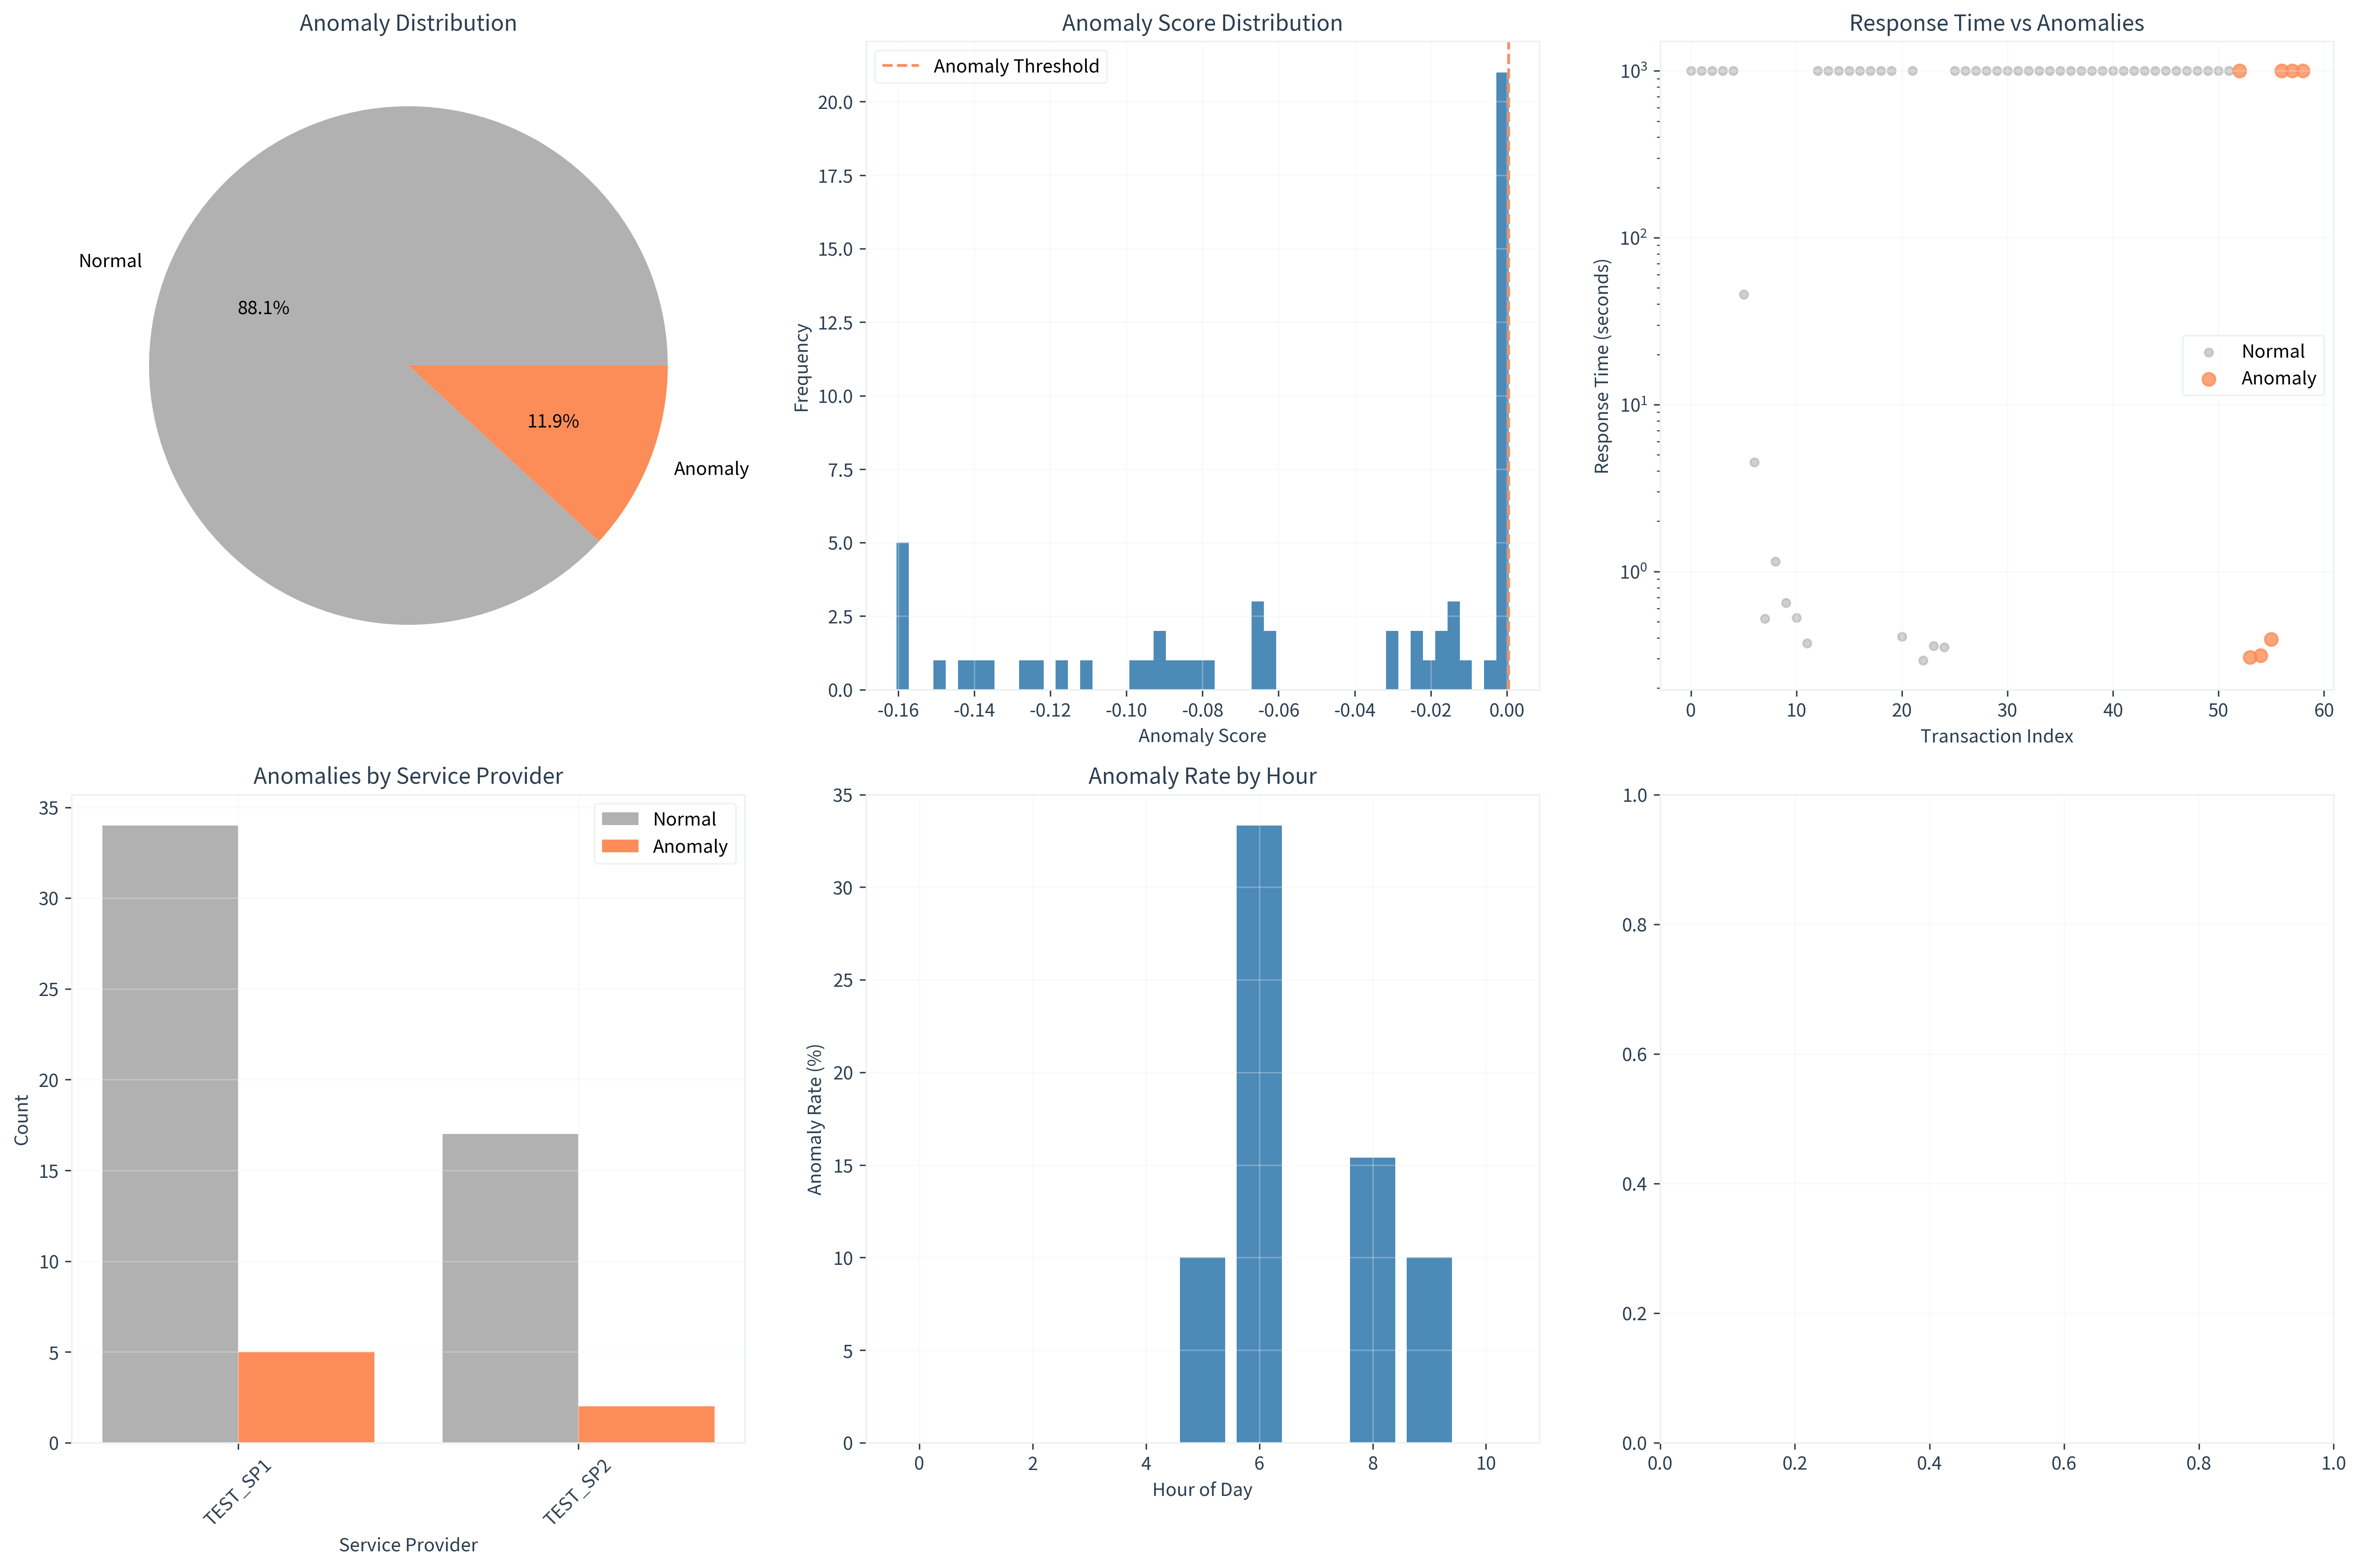 Anomaly Distribution
Normal
88.1%
11.9%
Anomaly
Anomaly Score Distribution
Anomaly Threshold
Frequency
20.0
17.5
15.0
12.5
10.0
7.5
5.0
2.5
0.0
-0.16 -0.14 -0.12 -0.10 -0.08 -0.06 -0.04 -0.02 0.00
Anomaly Score
Response Time vs Anomalies
Response Time (seconds)
10³
10²
10¹
10⁰
Normal
Anomaly
0 10 20 30 40 50 60
Transaction Index
Anomalies by Service Provider
Normal
Anomaly
Count
35
30
25
20
15
10
5
0
TEST_SP1
TEST_SP2
Service Provider
Anomaly Rate by Hour
Anomaly Rate (%)
35
30
25
20
15
10
5
0
0 2 4 6 8 10
Hour of Day
1.0
0.8
0.6
0.4
0.2
0.0
0.0 0.2 0.4 0.6 0.8 1.0